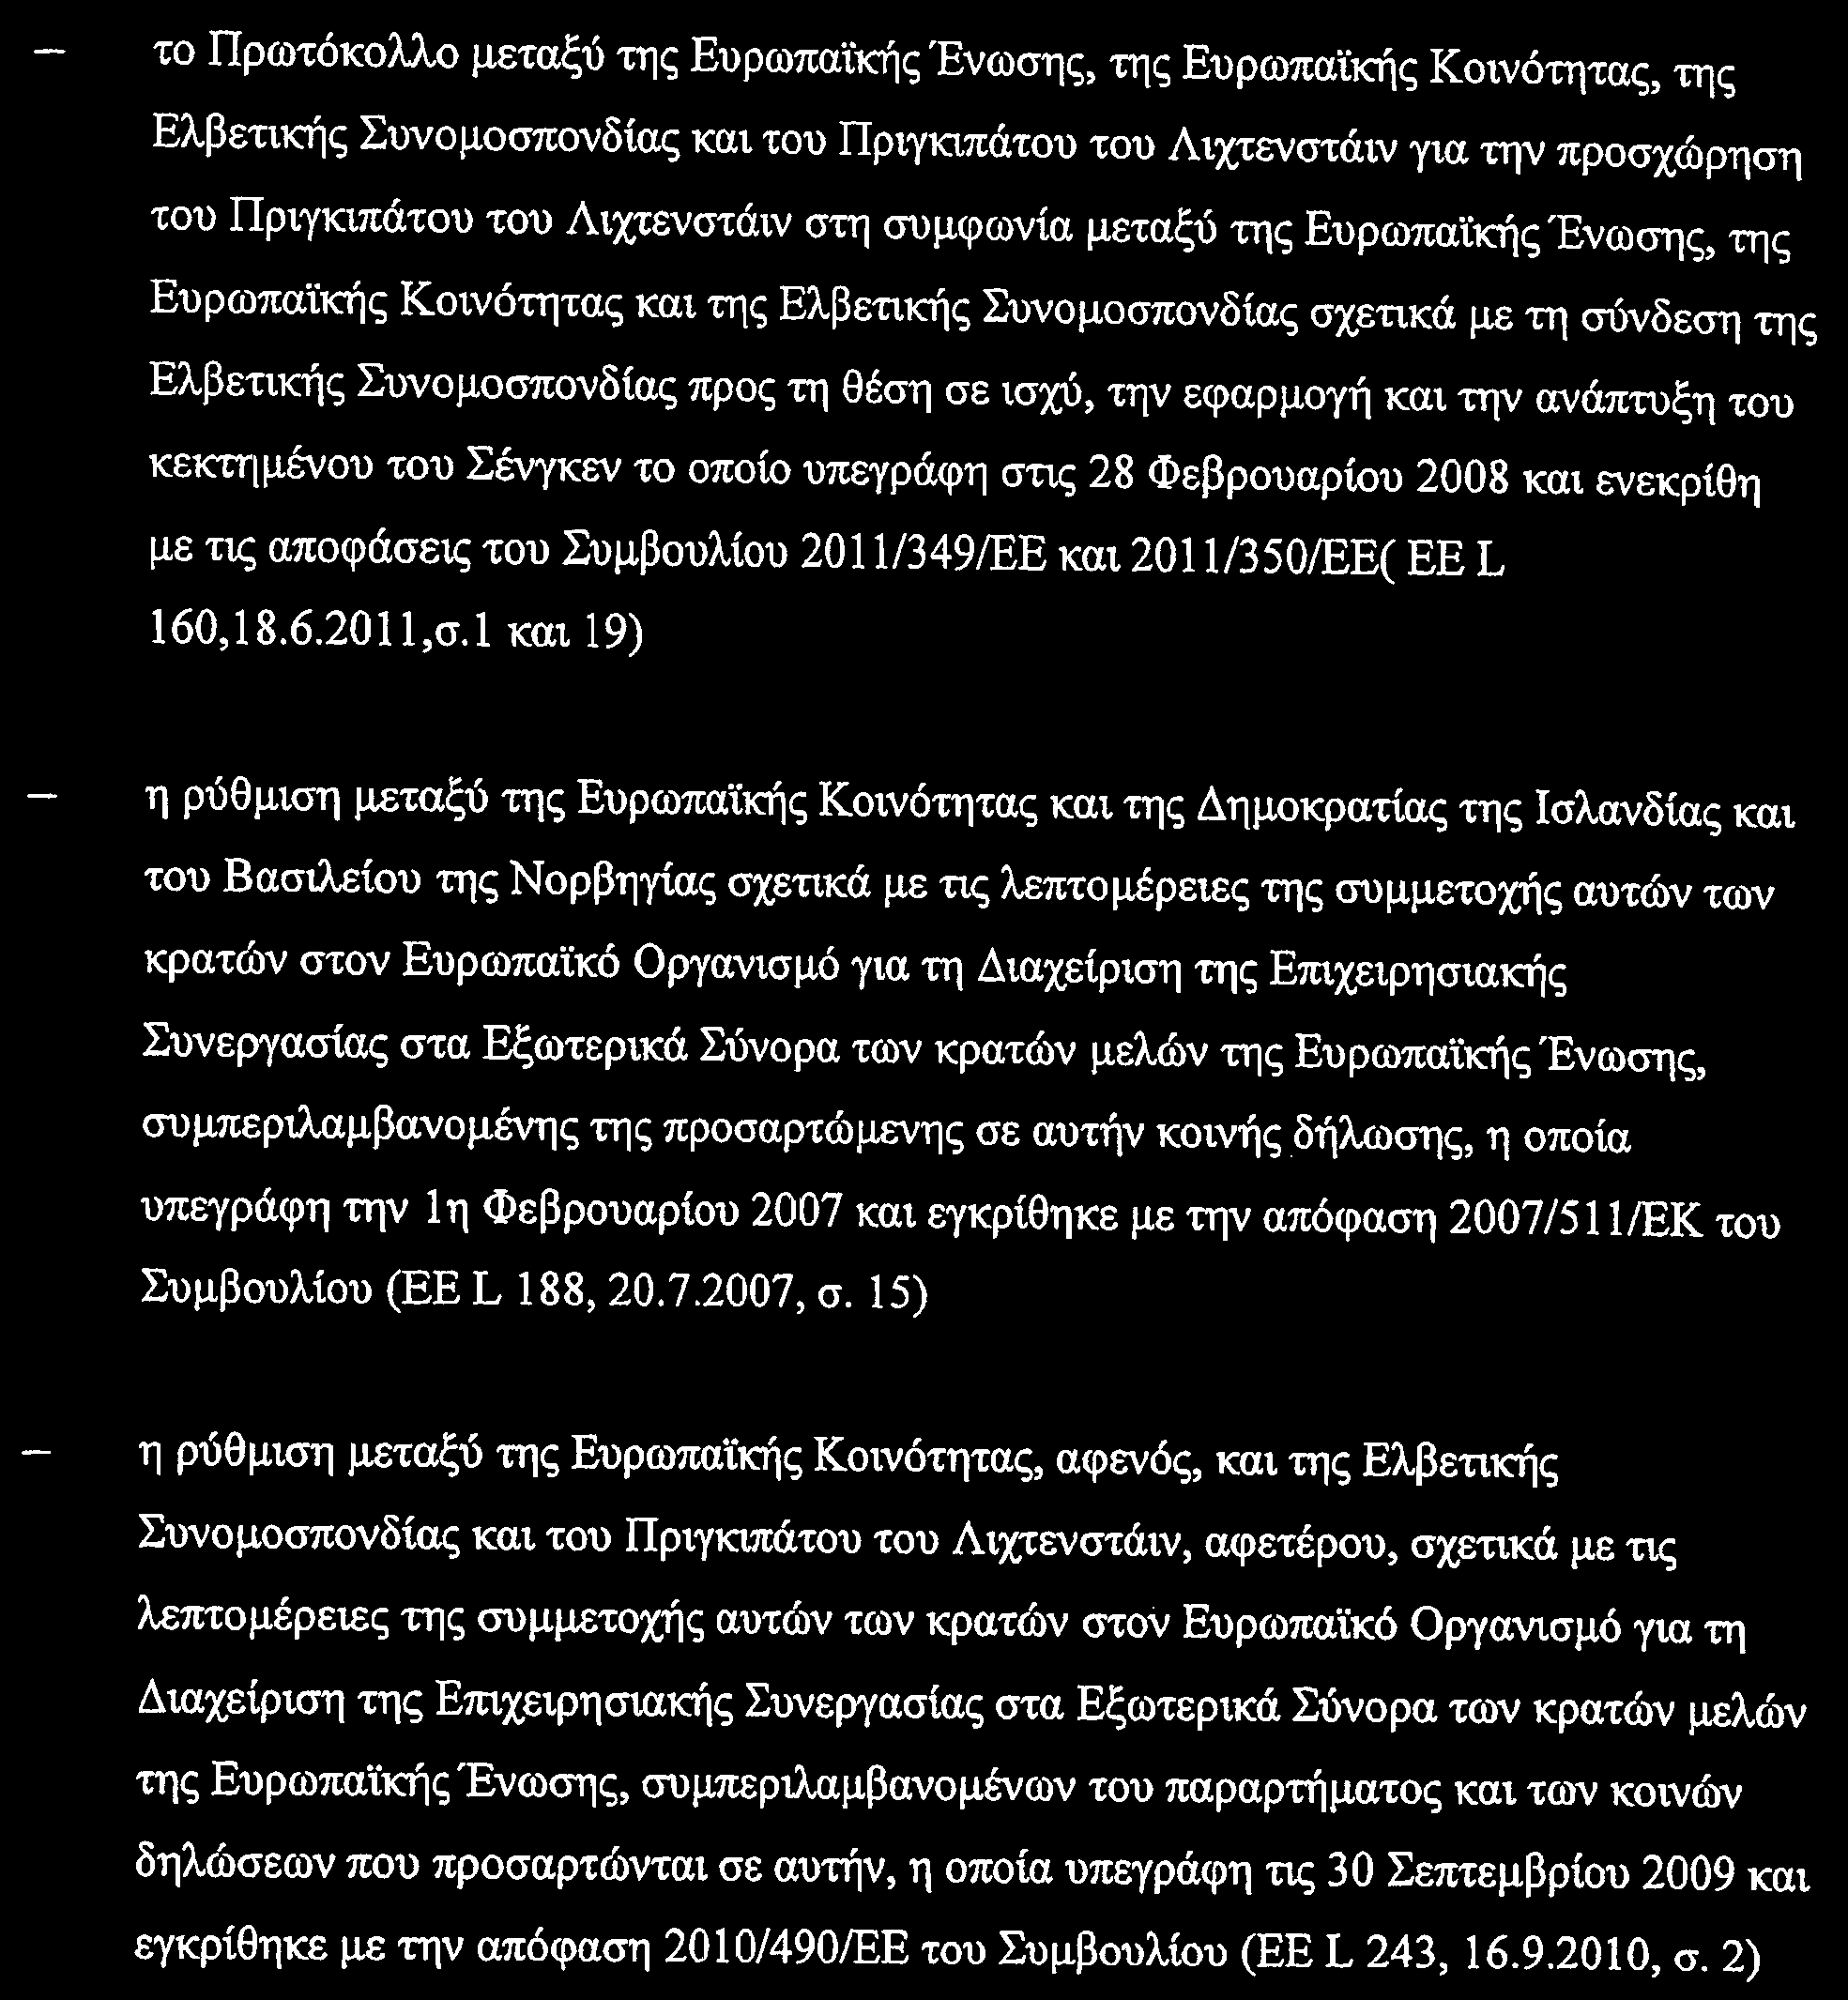 – το Πρωτόκολλο μεταξύ της Ευρωπαϊκής Ένωσης, της Ευρωπαϊκής Κοινότητας, της
Ελβετικής Συνομοσπονδίας και του Πριγκιπάτου του Λιχτενστάιν για την προσχώρηση
του Πριγκιπάτου του Λιχτενστάιν στη συμφωνία μεταξύ της Ευρωπαϊκής Ένωσης, της
Ευρωπαϊκής Κοινότητας και της Ελβετικής Συνομοσπονδίας σχετικά με τη σύνδεση της
Ελβετικής Συνομοσπονδίας προς τη θέση σε ισχύ, την εφαρμογή και την ανάπτυξη του
κεκτημένου του Σένγκεν το οποίο υπεγράφη στις 28 Φεβρουαρίου 2008 και ενεκρίθη
με τις αποφάσεις του Συμβουλίου 2011/349/ΕΕ και 2011/350/ΕΕ( ΕΕ L
160,18.6.2011,σ.1 και 19)
– η ρύθμιση μεταξύ της Ευρωπαϊκής Κοινότητας και της Δημοκρατίας της Ισλανδίας και
του Βασιλείου της Νορβηγίας σχετικά με τις λεπτομέρειες της συμμετοχής αυτών των
κρατών στον Ευρωπαϊκό Οργανισμό για τη Διαχείριση της Επιχειρησιακής
Συνεργασίας στα Εξωτερικά Σύνορα των κρατών μελών της Ευρωπαϊκής Ένωσης,
συμπεριλαμβανομένης της προσαρτώμενης σε αυτήν κοινής δήλωσης, η οποία
υπεγράφη την 1η Φεβρουαρίου 2007 και εγκρίθηκε με την απόφαση 2007/511/ΕΚ του
Συμβουλίου (ΕΕ L 188, 20.7.2007, σ. 15)
– η ρύθμιση μεταξύ της Ευρωπαϊκής Κοινότητας, αφενός, και της Ελβετικής
Συνομοσπονδίας και του Πριγκιπάτου του Λιχτενστάιν, αφετέρου, σχετικά με τις
λεπτομέρειες της συμμετοχής αυτών των κρατών στον Ευρωπαϊκό Οργανισμό για τη
Διαχείριση της Επιχειρησιακής Συνεργασίας στα Εξωτερικά Σύνορα των κρατών μελών
της Ευρωπαϊκής Ένωσης, συμπεριλαμβανομένων του παραρτήματος και των κοινών
δηλώσεων που προσαρτώνται σε αυτήν, η οποία υπεγράφη τις 30 Σεπτεμβρίου 2009 και
εγκρίθηκε με την απόφαση 2010/490/ΕΕ του Συμβουλίου (ΕΕ L 243, 16.9.2010, σ. 2)